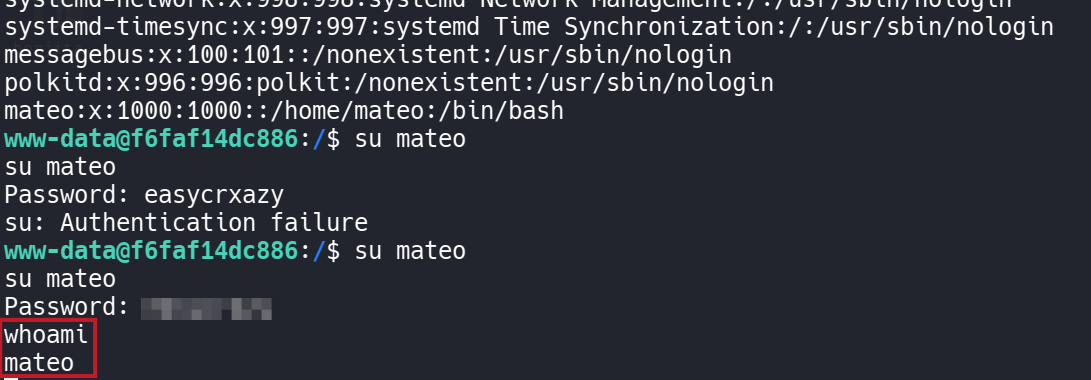 systemd-network:x:998:998:systemd Network Management:/:/usr/sbin/nologin
systemd-timesync:x:997:997:systemd Time Synchronization:/:/usr/sbin/nologin
messagebus:x:100:101::/nonexistent:/usr/sbin/nologin
polkitd:x:996:996:polkit:/nonexistent:/usr/sbin/nologin
mateo:x:1000:1000::/home/mateo:/bin/bash
www-data@f6faf14dc886:/$ su mateo
su mateo
Password: easycrxazy
su: Authentication failure
www-data@f6faf14dc886:/$ su mateo
su mateo
Password:
whoami
mateo